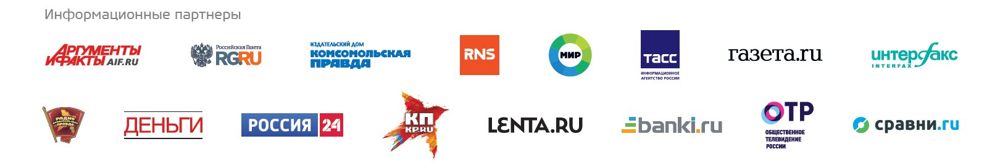 Информационные партнеры
АРГУМЕНТЫ
И ФАКТЫ AIF.RU
Российская Газета
RG.RU
ИЗДАТЕЛЬСКИЙ ДОМ
КОМСОМОЛЬСКАЯ
ПРАВДА
RNS
МИР
ТАСС
ИНФОРМАЦИОННОЕ
АГЕНТСТВО РОССИИ
газета.ru
интерфакс
INTERFAX
РАДИО
КОМСОМОЛЬСКАЯ
ПРАВДА
ДЕНЬГИ
РОССИЯ 24
КП
KP.RU
LENTA.RU
banki.ru
ОТР
ОБЩЕСТВЕННОЕ
ТЕЛЕВИДЕНИЕ
РОССИИ
сравни.ru